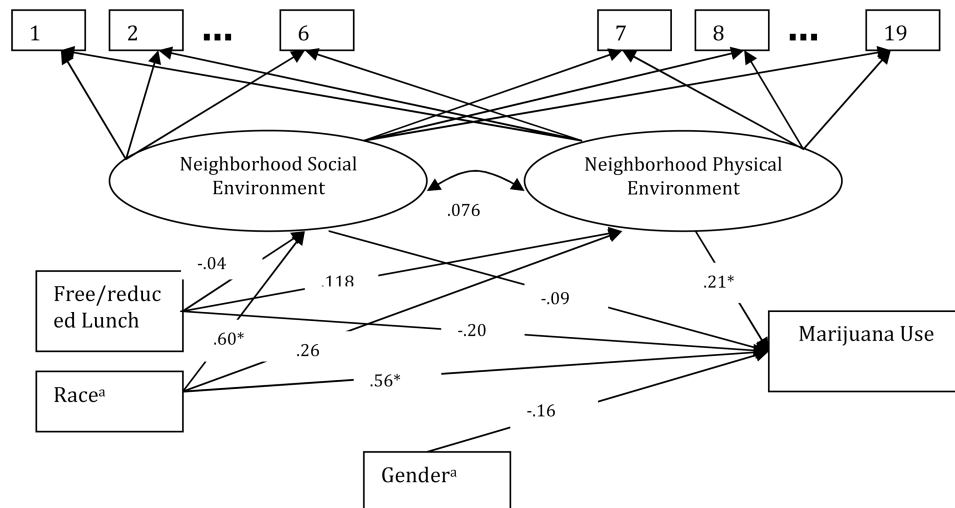 1
2
...
6
7
8
...
19
Neighborhood Social
Environment
Neighborhood Physical
Environment
.076
-.04
.118
.21*
-.09
Free/reduc
ed Lunch
-.20
Marijuana Use
.60*
.26
Raceᵃ
.56*
-.16
Genderᵃ